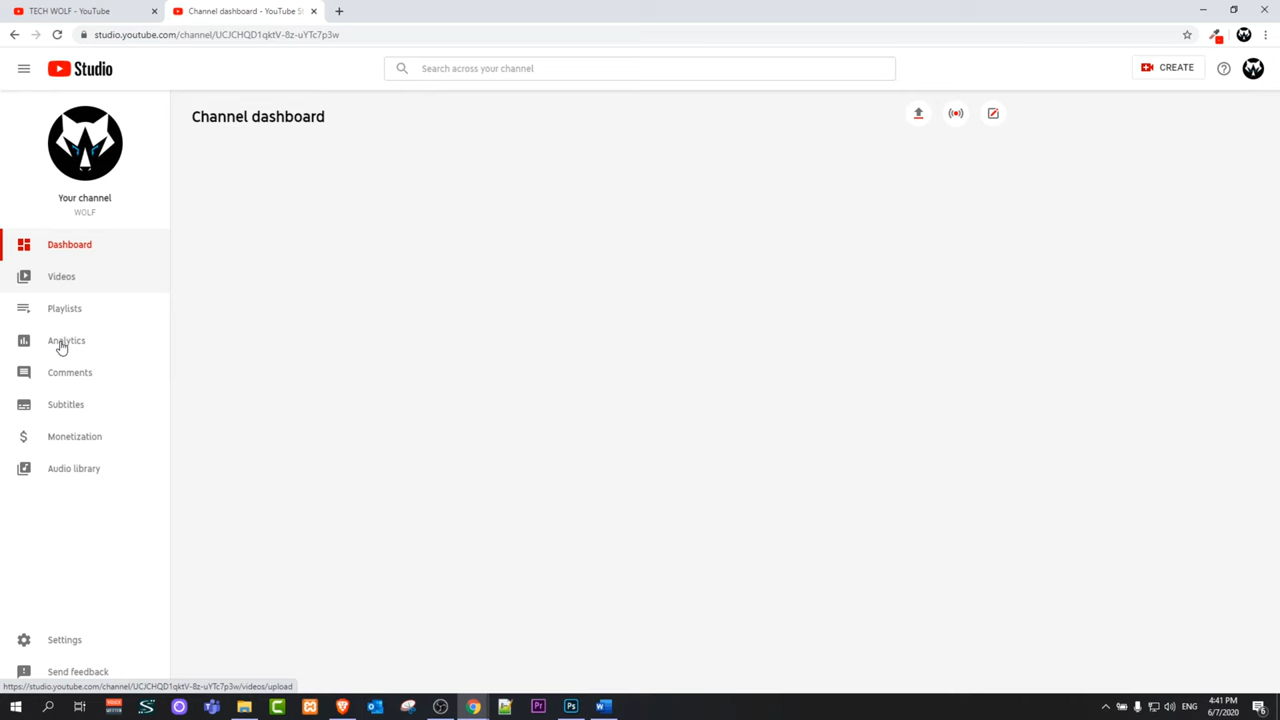 TECH WOLF - YouTube
Channel dashboard - YouTube S
studio.youtube.com/channel/UCJCHQD1qktV-8z-uYTc7p3w
Studio
Search across your channel
CREATE
Channel dashboard
Your channel
WOLF
Dashboard
Videos
Playlists
Analytics
Comments
Subtitles
Monetization
Audio library
Settings
Send feedback
https://studio.youtube.com/channel/UCJCHQD1qktV-8z-uYTc7p3w/videos/upload
ENG
4:41 PM
6/7/2020